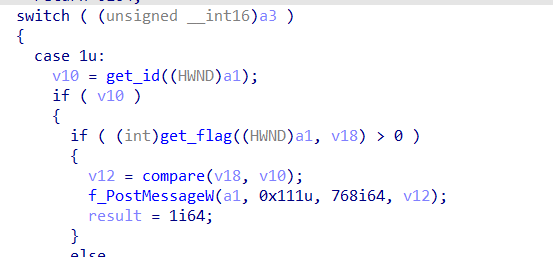 switch ( (unsigned __int16)a3 )
{
case 1u:
v10 = get_id((HWND)a1);
if ( v10 )
{
if ( (int)get_flag((HWND)a1, v18) > 0 )
{
v12 = compare(v18, v10);
f_PostMessageW(a1, 0x111u, 768i64, v12);
result = 1i64;
}
else